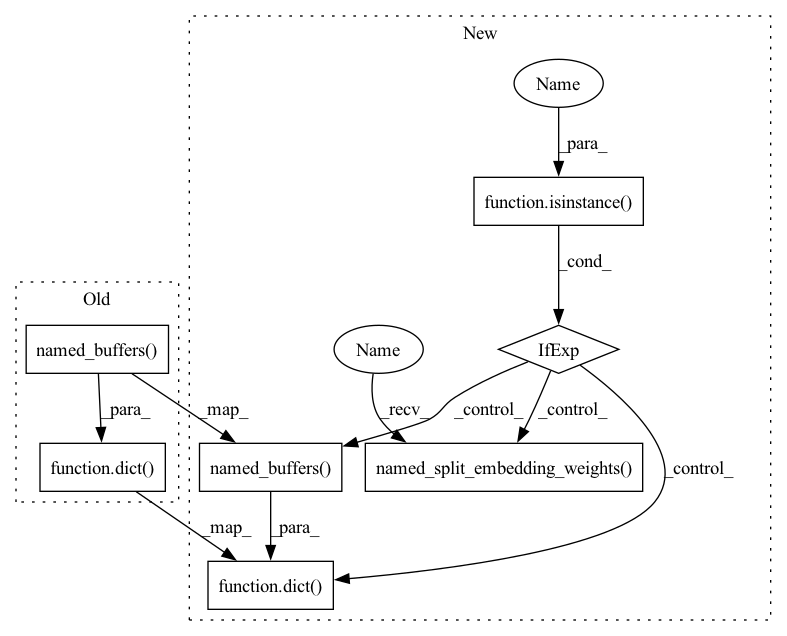 New
Name
_para_
function.isinstance()
_cond_
Old
named_buffers()
Name
IfExp
_para_
_map_
_recv_
_control_
_control_
function.dict()
named_buffers()
named_split_embedding_weights()
_control_
_map_
_para_
function.dict()